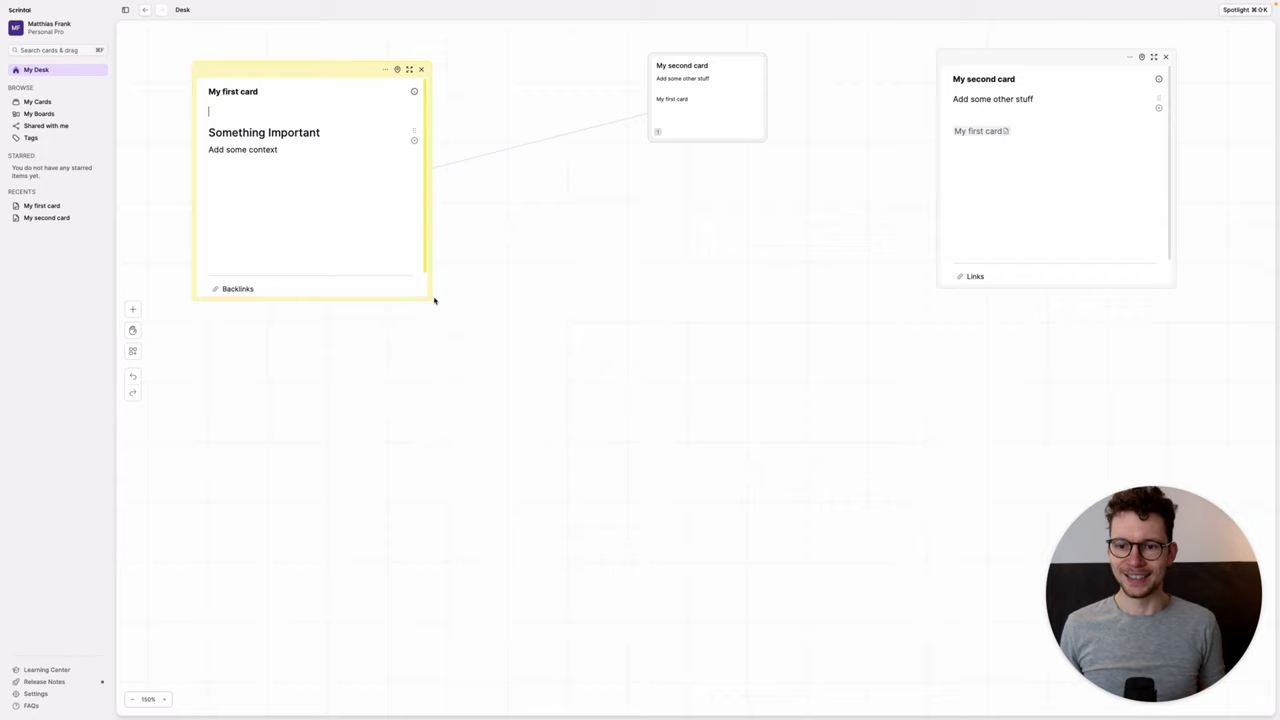 Scrintal
Desk
Spotlight ⌘⇧K
MF
Matthias Frank
Personal Pro
Search cards & drag
⌘F
My Desk
BROWSE
My Cards
My Boards
Shared with me
Tags
STARRED
You do not have any starred
items yet.
RECENTS
My first card
My second card
My first card
Something Important
Add some context
Backlinks
My second card
Add some other stuff
My first card
1
My second card
Add some other stuff
My first card
Links
Learning Center
Release Notes
Settings
FAQs
− 150% +